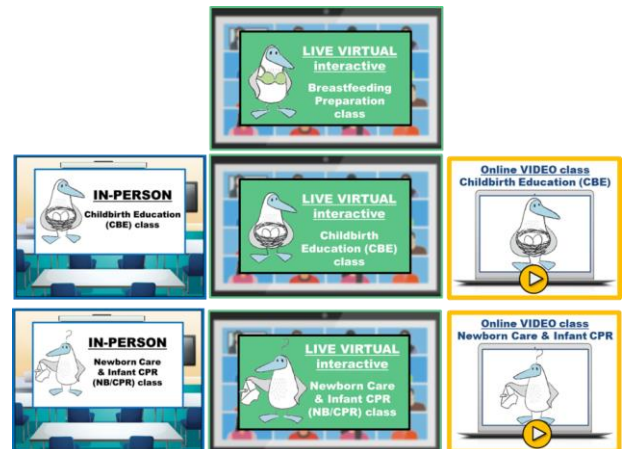 LIVE VIRTUAL
interactive
Breastfeeding
Preparation
class
IN-PERSON
Childbirth Education
(CBE) class
LIVE VIRTUAL
interactive
Childbirth
Education (CBE)
class
Online VIDEO class
Childbirth Education (CBE)
IN-PERSON
Newborn Care
& Infant CPR
(NB/CPR) class
LIVE VIRTUAL
interactive
Newborn Care
& Infant CPR
(NB/CPR) class
Online VIDEO class
Newborn Care & Infant CPR